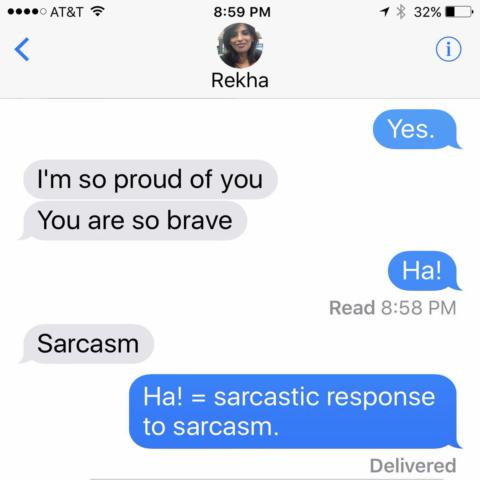 AT&T
8:59 PM
32%
Rekha
Yes.
I'm so proud of you
You are so brave
Ha!
Read 8:58 PM
Sarcasm
Ha! = sarcastic response
to sarcasm.
Delivered